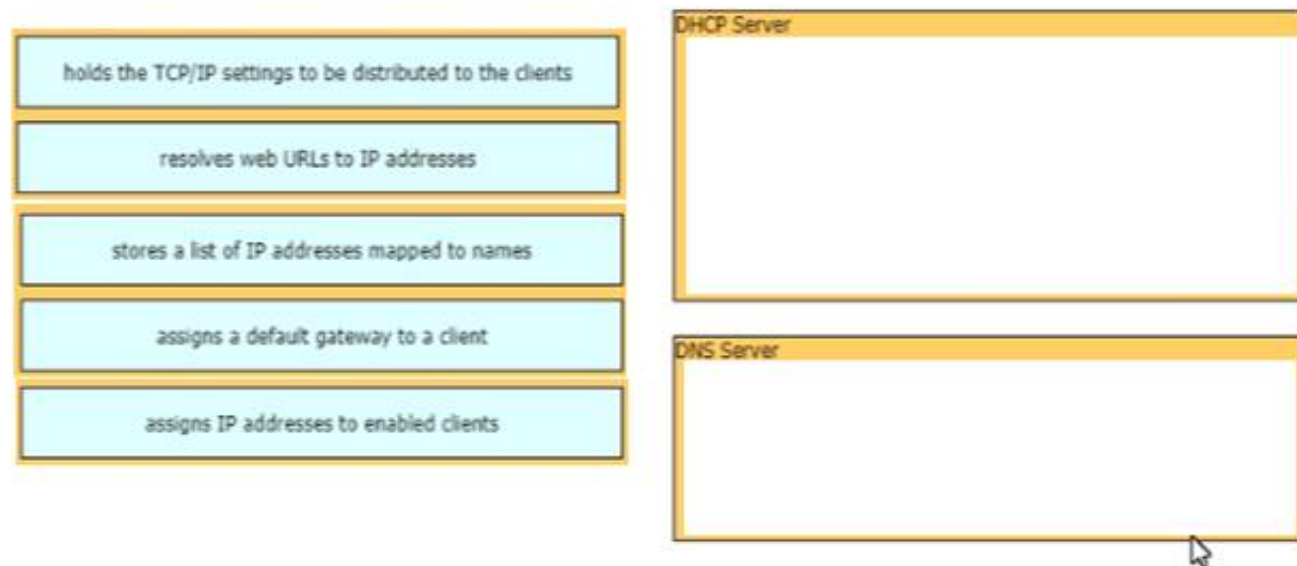 holds the TCP/IP settings to be distributed to the clients
resolves web URLs to IP addresses
stores a list of IP addresses mapped to names
assigns a default gateway to a client
assigns IP addresses to enabled clients
DHCP Server
DNS Server